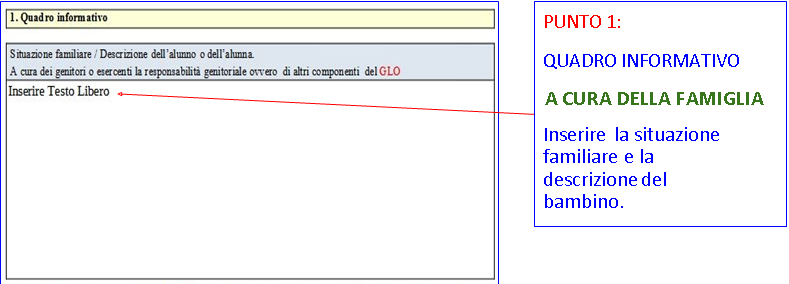 1. Quadro informativo
Situazione familiare / Descrizione dell'alunno o dell'alunna.
A cura dei genitori o esercenti la responsabilità genitoriale ovvero di altri componenti del GLO
Inserire Testo Libero
PUNTO 1:
QUADRO INFORMATIVO
A CURA DELLA FAMIGLIA
Inserire la situazione
familiare e la
descrizione del
bambino.